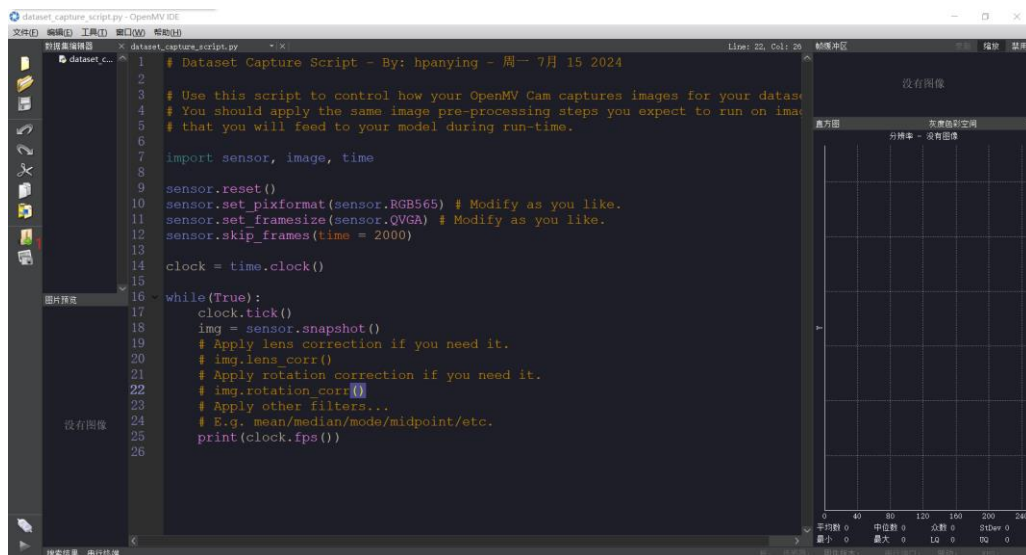 dataset_capture_script.py - OpenMV IDE
文件(F) 编辑(E) 工具(T) 窗口(W) 帮助(H)
数据集编辑器
dataset_c...
dataset_capture_script.py
Line: 22, Col: 26
帧缓冲区
缩放 禁用
1 # Dataset Capture Script - By: hpanying - 周一 7月 15 2024
2
3 # Use this script to control how your OpenMV Cam captures images for your datase
4 # You should apply the same image pre-processing steps you expect to run on imag
5 # that you will feed to your model during run-time.
6
7 import sensor, image, time
8
9 sensor.reset()
10 sensor.set_pixformat(sensor.RGB565) # Modify as you like.
11 sensor.set_framesize(sensor.QVGA) # Modify as you like.
12 sensor.skip_frames(time = 2000)
13
14 clock = time.clock()
15
16 while(True):
17 clock.tick()
18 img = sensor.snapshot()
19 # Apply lens correction if you need it.
20 # img.lens_corr()
21 # Apply rotation correction if you need it.
22 # img.rotation_corr()
23 # Apply other filters...
24 # E.g. mean/median/mode/midpoint/etc.
25 print(clock.fps())
26
1
图片预览
没有图像
没有图像
直方图 灰度色彩空间
分辨率 - 没有图像
Y
0 40 80 120 160 200 240
平均数 0 中位数 0 众数 0 StDev 0
最小 0 最大 0 LQ 0 UQ 0
搜索结果 串行终端